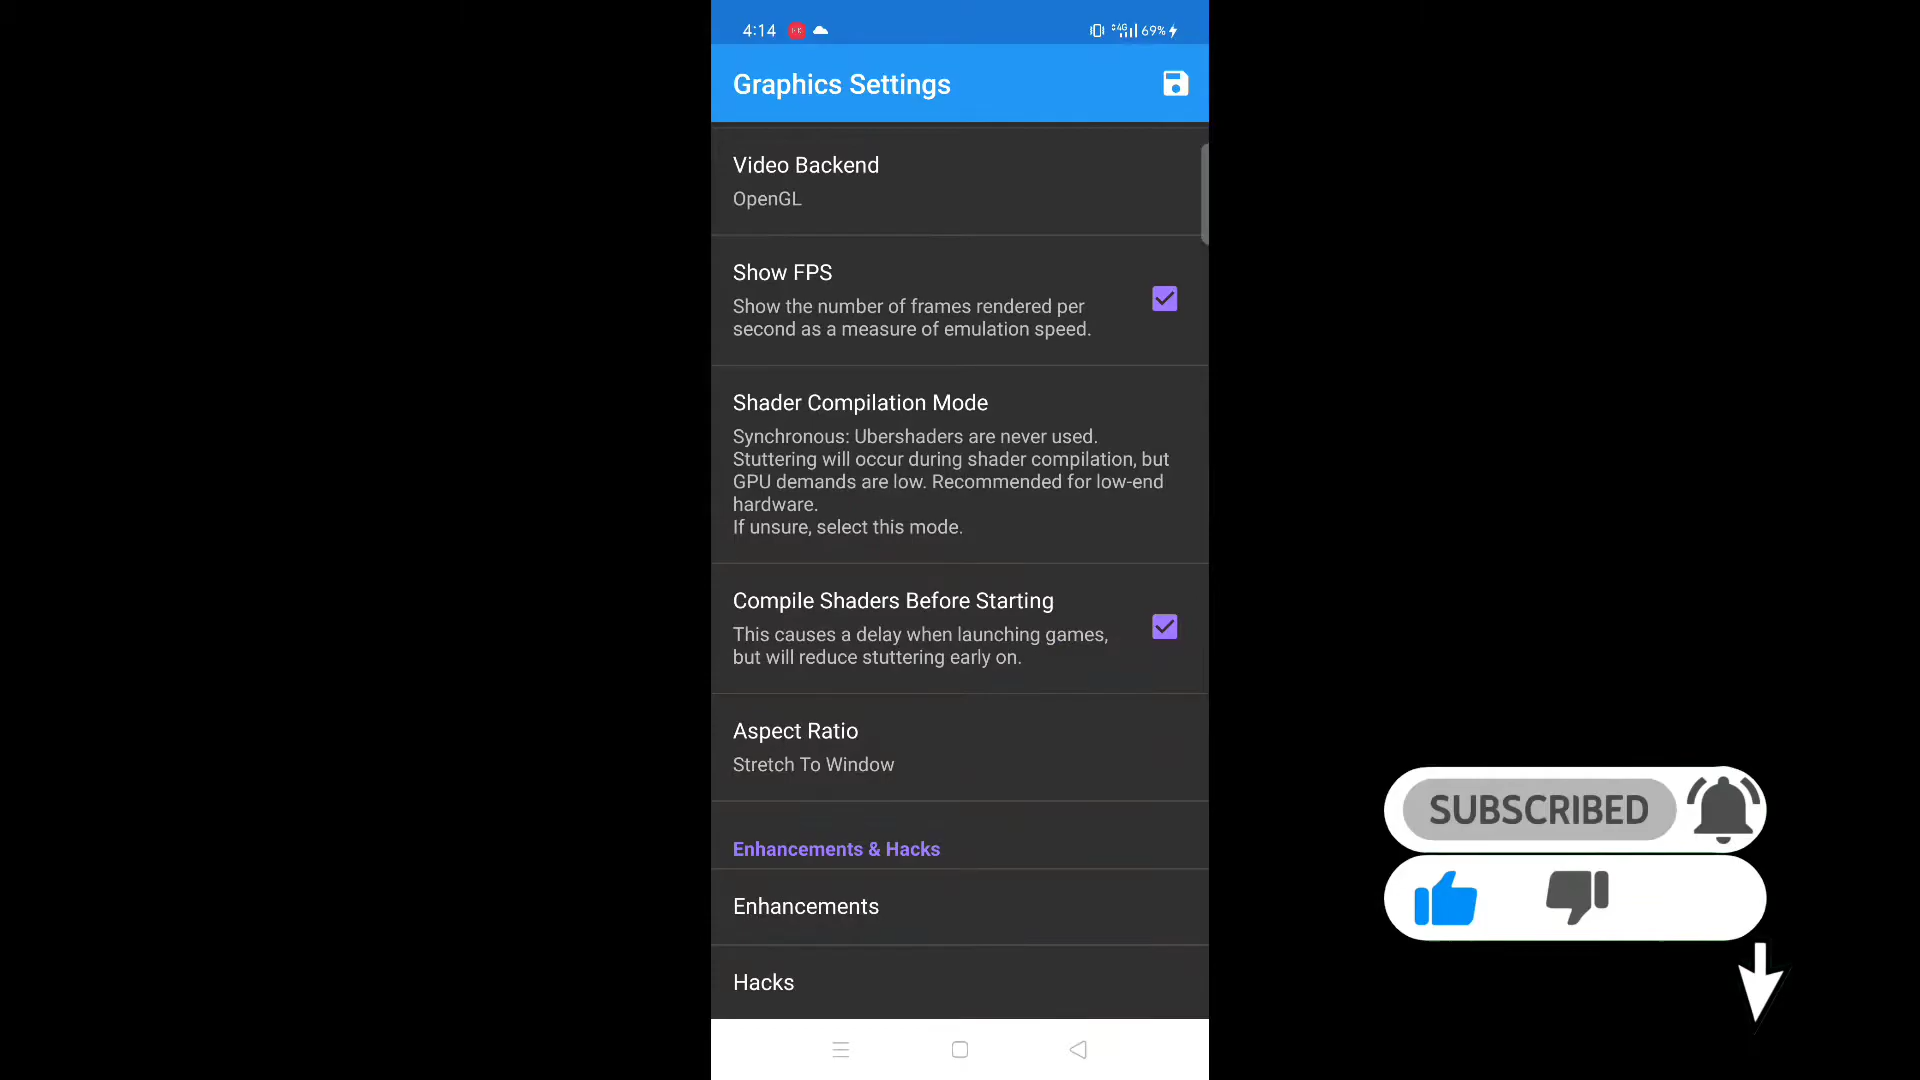 4:14
4G 69%
Graphics Settings
Video Backend
OpenGL
Show FPS
Show the number of frames rendered per
second as a measure of emulation speed.
Shader Compilation Mode
Synchronous: Ubershaders are never used.
Stuttering will occur during shader compilation, but
GPU demands are low. Recommended for low-end
hardware.
If unsure, select this mode.
Compile Shaders Before Starting
This causes a delay when launching games,
but will reduce stuttering early on.
Aspect Ratio
Stretch To Window
Enhancements & Hacks
Enhancements
Hacks
SUBSCRIBED